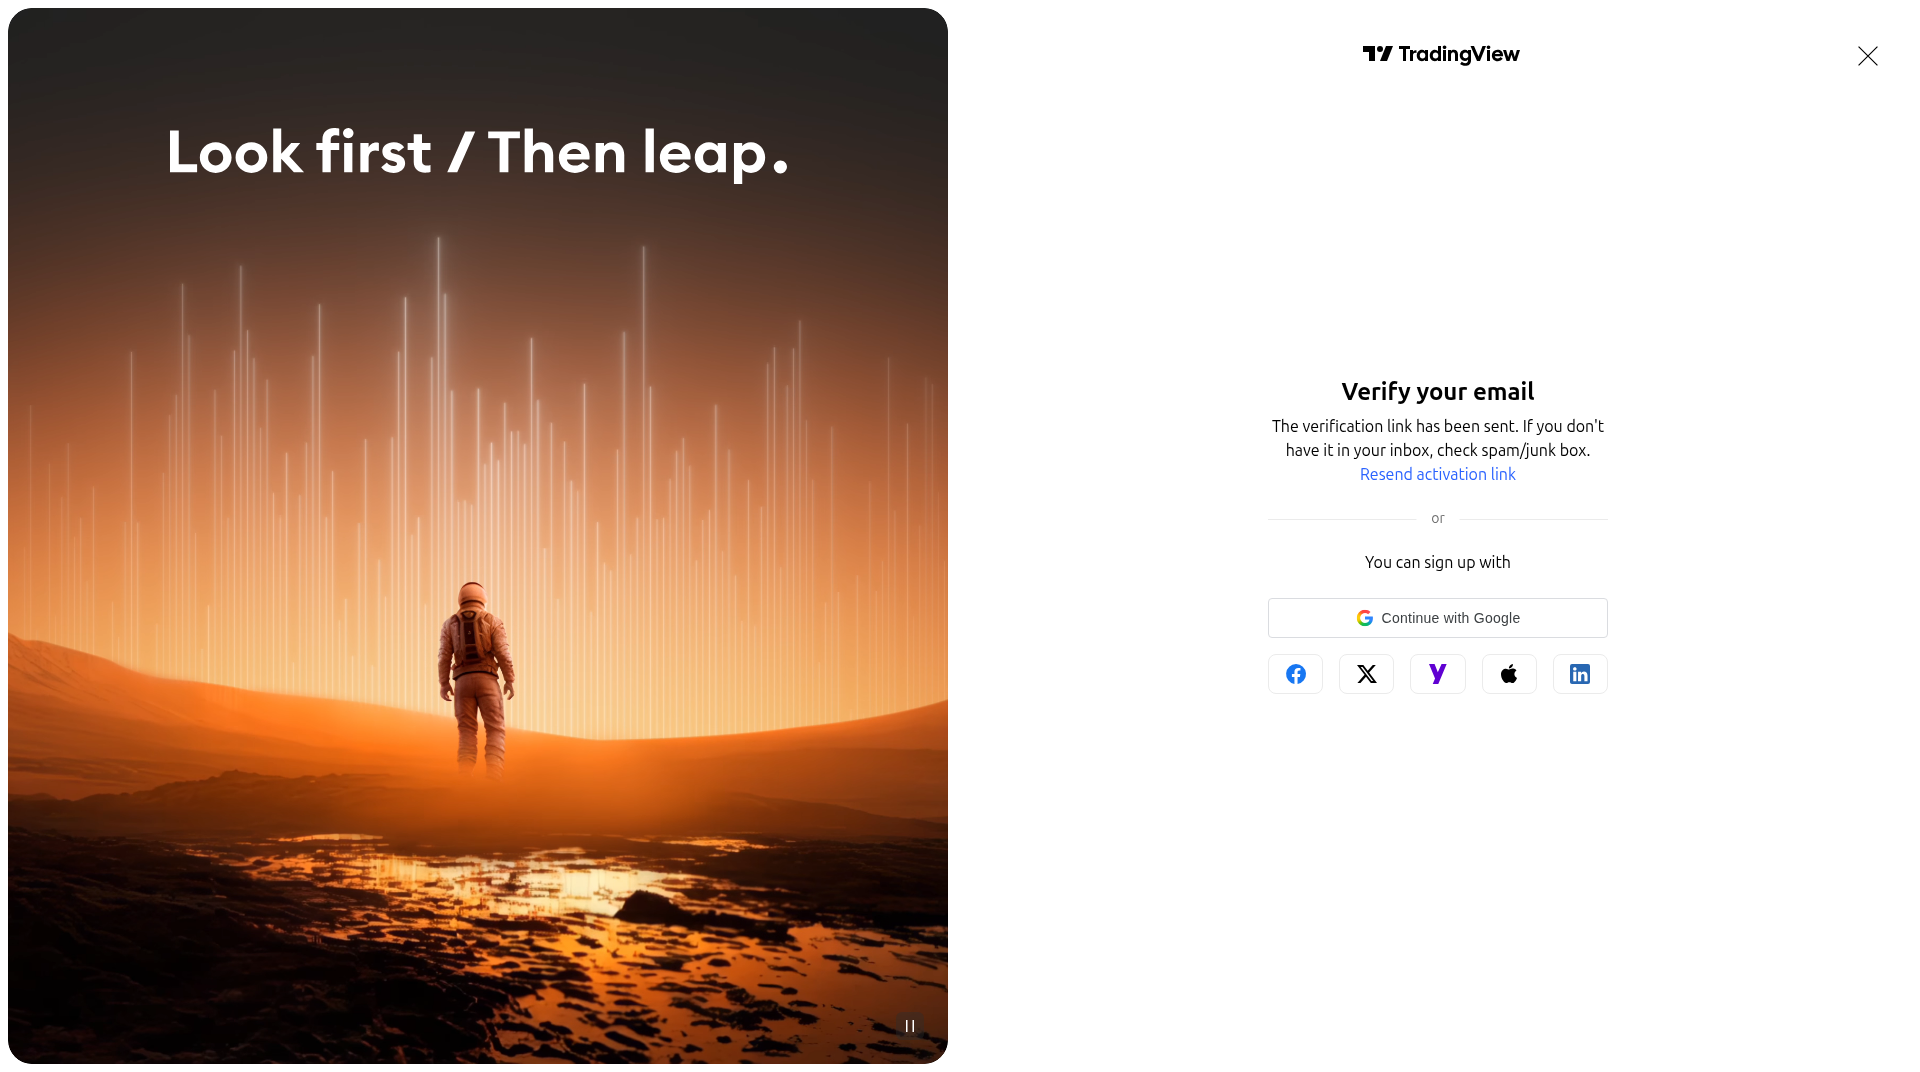 Look first / Then leap.
TradingView
Verify your email
The verification link has been sent. If you don't
have it in your inbox, check spam/junk box.
Resend activation link
or
You can sign up with
Continue with Google